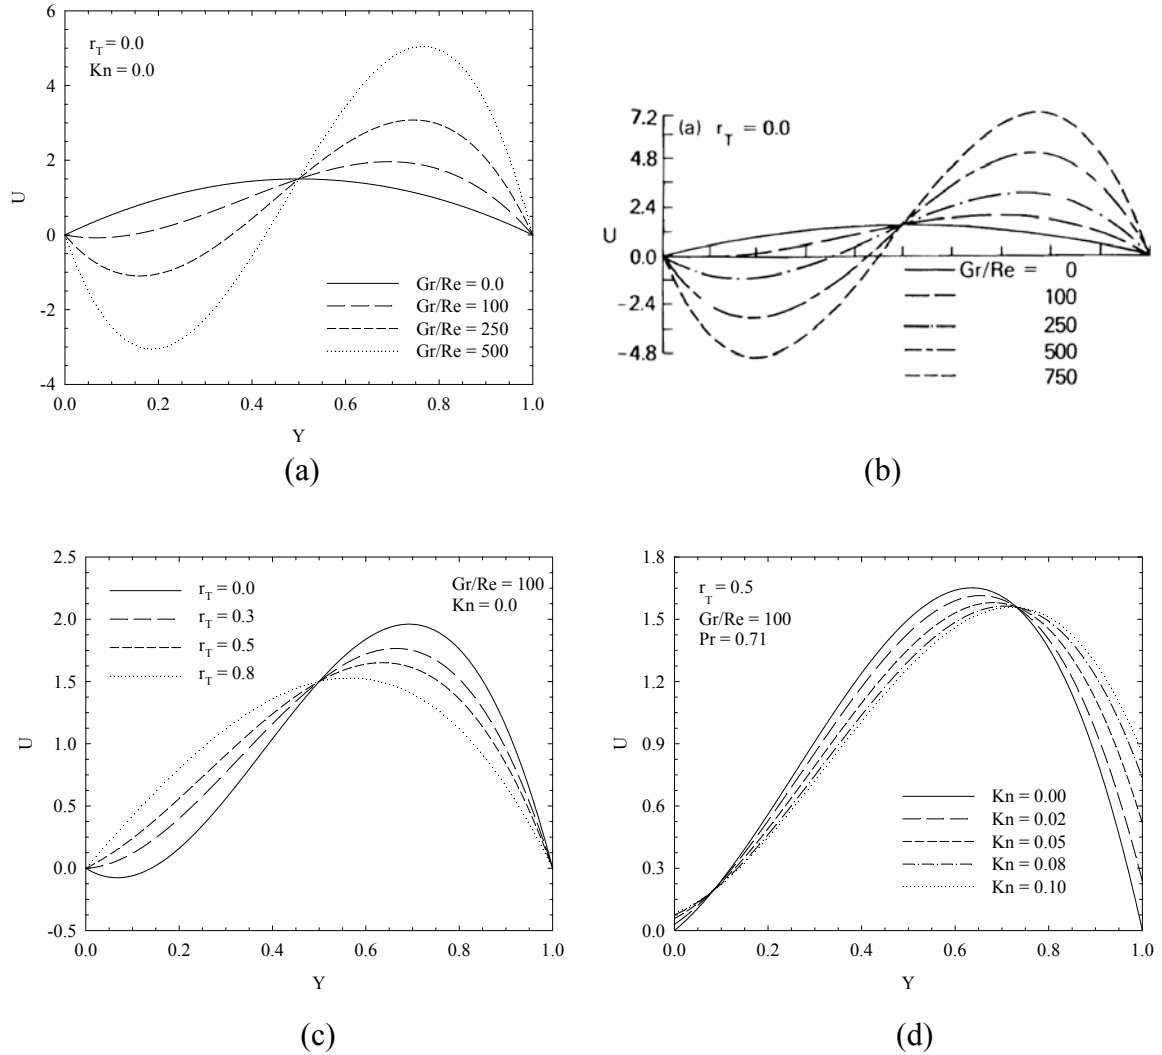 6
4
2
0
-2
-4
U
r_T = 0.0
Kn = 0.0
Gr/Re = 0.0
Gr/Re = 100
Gr/Re = 250
Gr/Re = 500
0.0 0.2 0.4 0.6 0.8 1.0
Y
(a)
7.2
4.8
2.4
0.0
-2.4
-4.8
U
(a) r_T = 0.0
Gr/Re = 0
100
250
500
750
(b)
2.5
2.0
1.5
1.0
0.5
0.0
-0.5
U
r_T = 0.0
r_T = 0.3
r_T = 0.5
r_T = 0.8
Gr/Re = 100
Kn = 0.0
0.0 0.2 0.4 0.6 0.8 1.0
Y
(c)
1.8
1.5
1.2
0.9
0.6
0.3
0.0
U
r_T = 0.5
Gr/Re = 100
Pr = 0.71
Kn = 0.00
Kn = 0.02
Kn = 0.05
Kn = 0.08
Kn = 0.10
0.0 0.2 0.4 0.6 0.8 1.0
Y
(d)